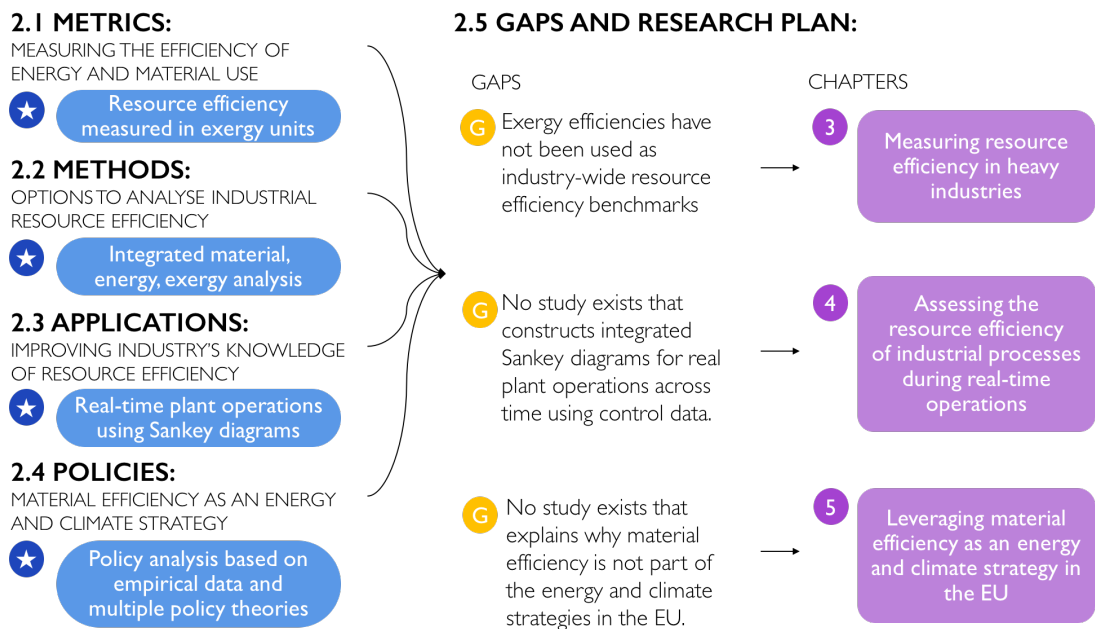 2.1 METRICS:
MEASURING THE EFFICIENCY OF
ENERGY AND MATERIAL USE
Resource efficiency
measured in exergy units
2.2 METHODS:
OPTIONS TO ANALYSE INDUSTRIAL
RESOURCE EFFICIENCY
Integrated material,
energy, exergy analysis
2.3 APPLICATIONS:
IMPROVING INDUSTRY'S KNOWLEDGE
OF RESOURCE EFFICIENCY
Real-time plant operations
using Sankey diagrams
2.4 POLICIES:
MATERIAL EFFICIENCY AS AN ENERGY
AND CLIMATE STRATEGY
Policy analysis based on
empirical data and
multiple policy theories
2.5 GAPS AND RESEARCH PLAN:
GAPS
CHAPTERS
G
Exergy efficiencies have
not been used as
industry-wide resource
efficiency benchmarks
3
Measuring resource
efficiency in heavy
industries
G
No study exists that
constructs integrated
Sankey diagrams for real
plant operations across
time using control data.
4
Assessing the
resource efficiency
of industrial processes
during real-time
operations
G
No study exists that
explains why material
efficiency is not part of
the energy and climate
strategies in the EU.
5
Leveraging material
efficiency as an energy
and climate strategy in
the EU